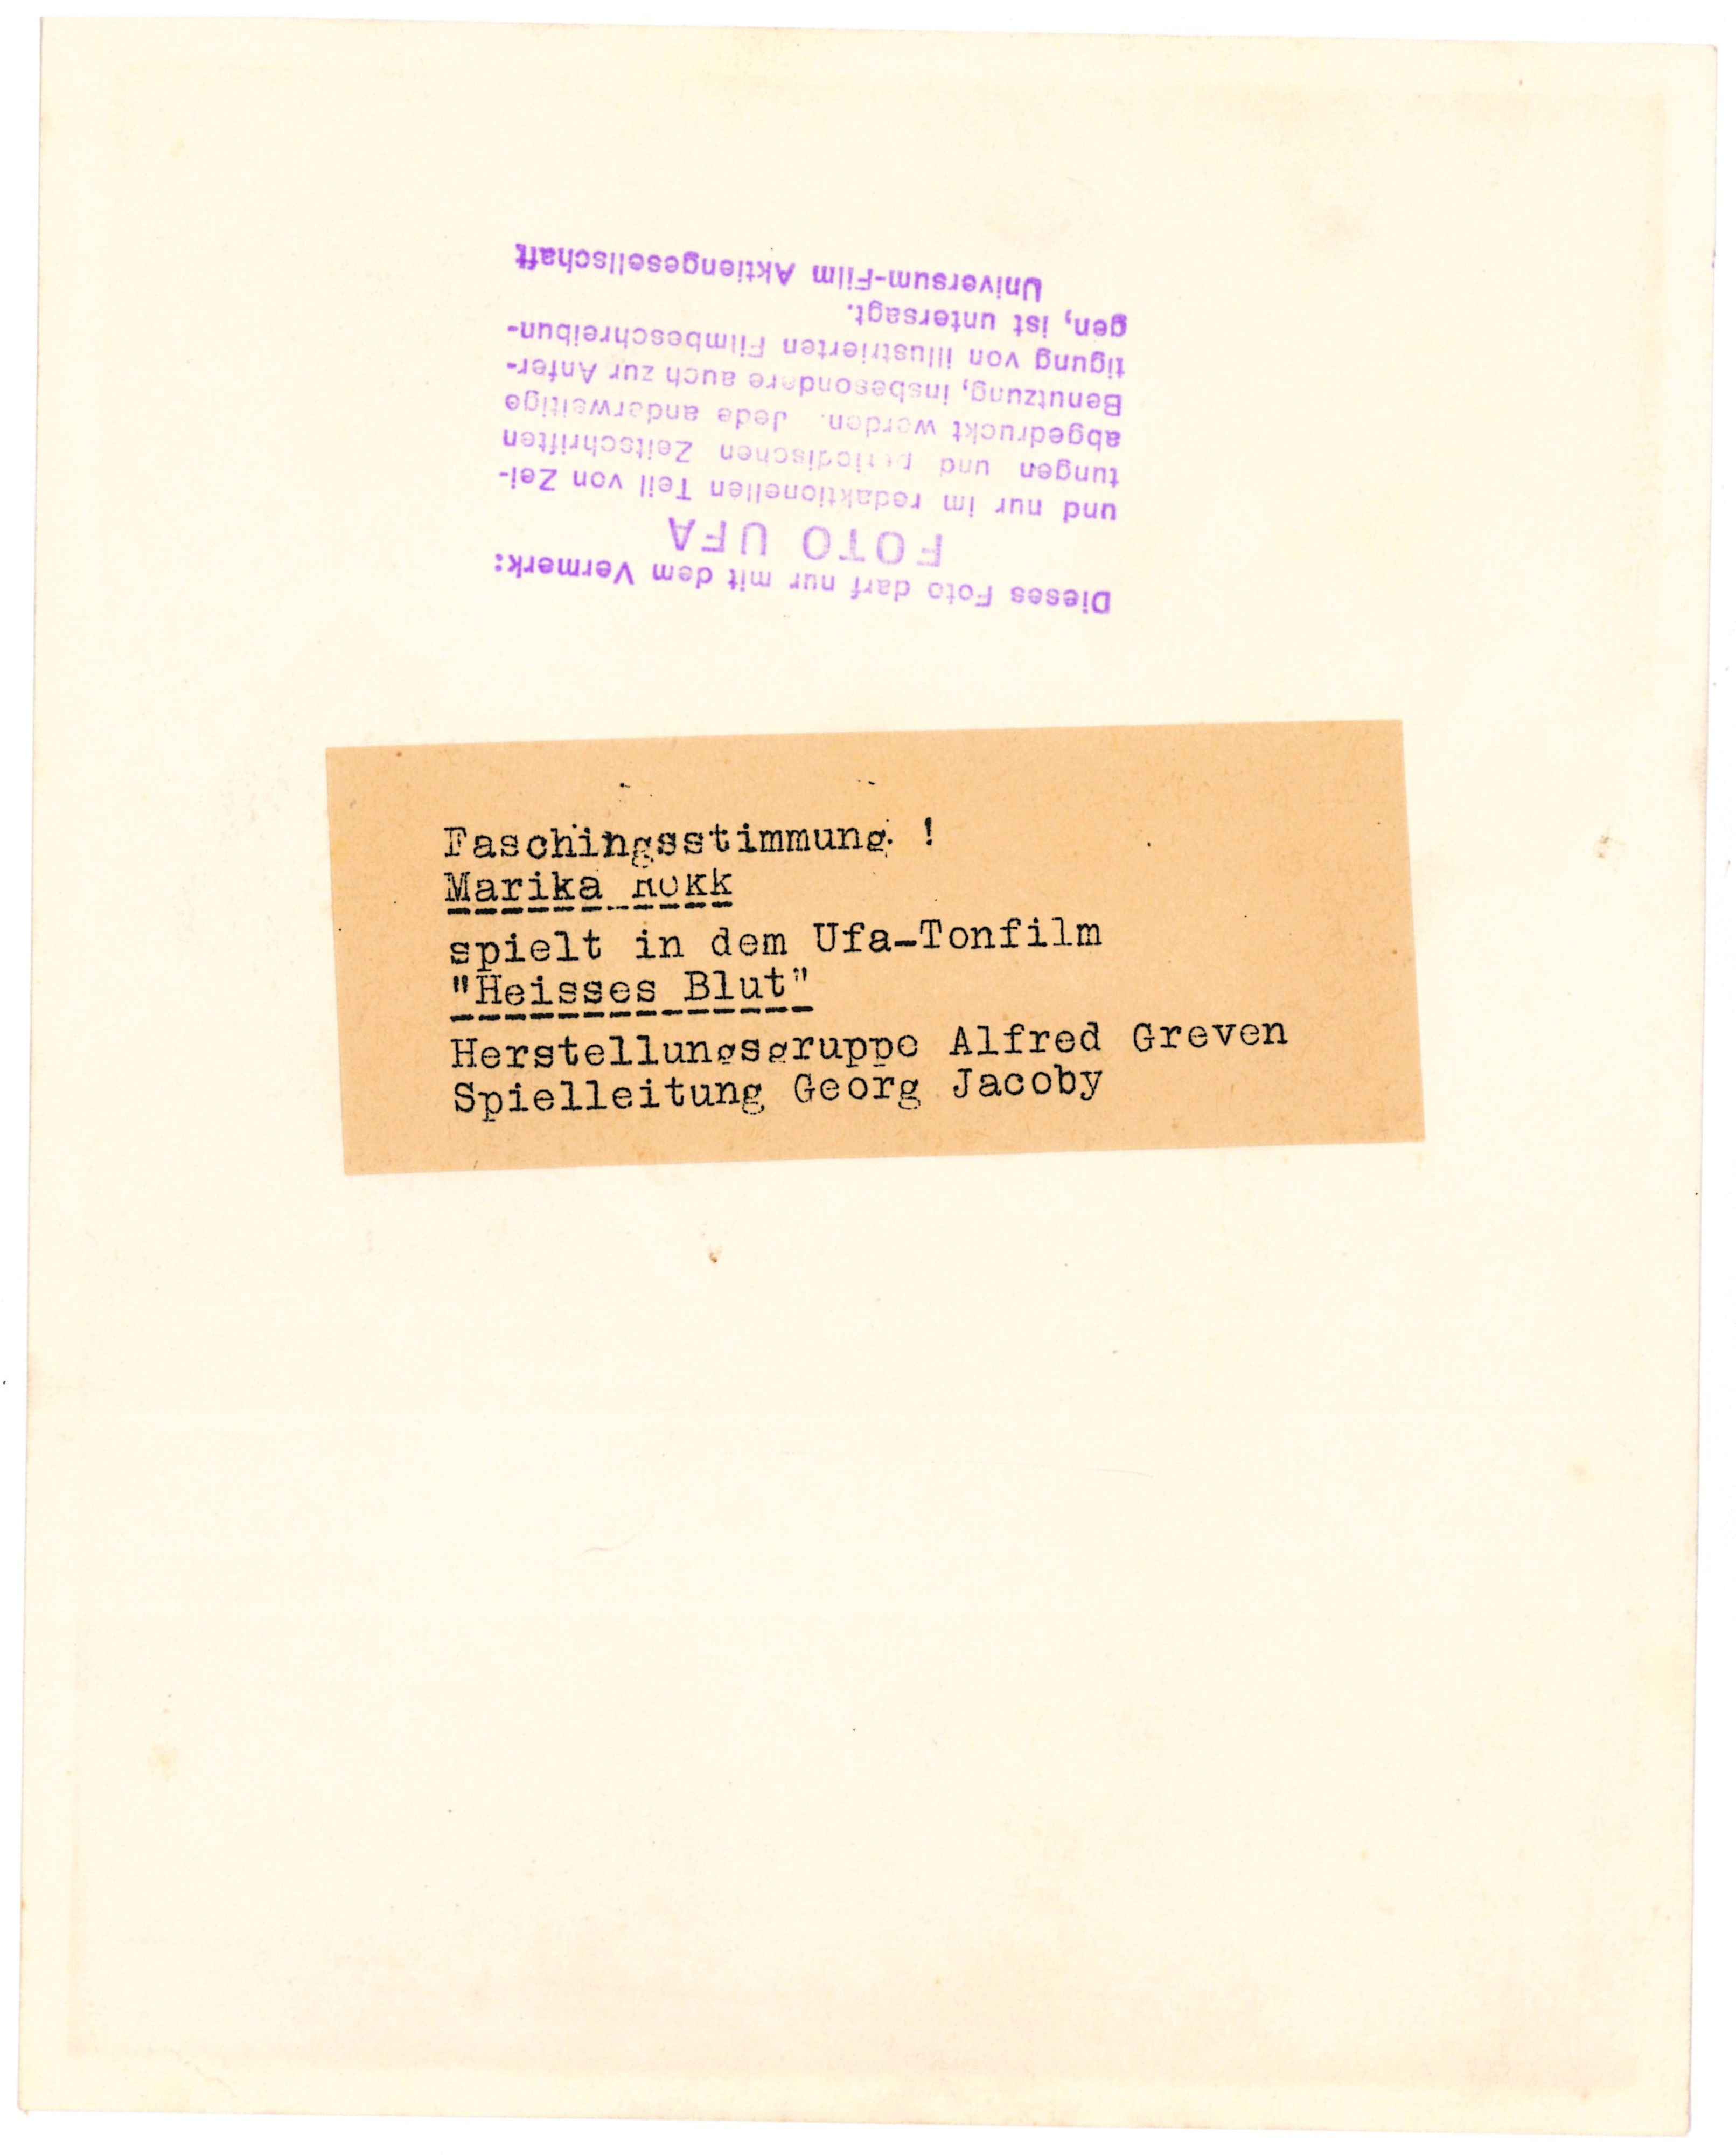 Dieses Foto darf nur mit dem Vermerk:
FOTO UFA
und nur im redaktionellen Teil von Zei-
tungen und periodischen Zeitschriften
abgedruckt werden. Jede anderweitige
Benutzung, insbesondere auch zur Anfer-
tigung von illustrierten Filmbeschreibun-
gen, ist untersagt.
Universum-Film Aktiengesellschaft
Faschingsstimmung !
Marika Rökk
spielt in dem Ufa-Tonfilm
"Heisses Blut"
Herstellungsgruppe Alfred Greven
Spielleitung Georg Jacoby